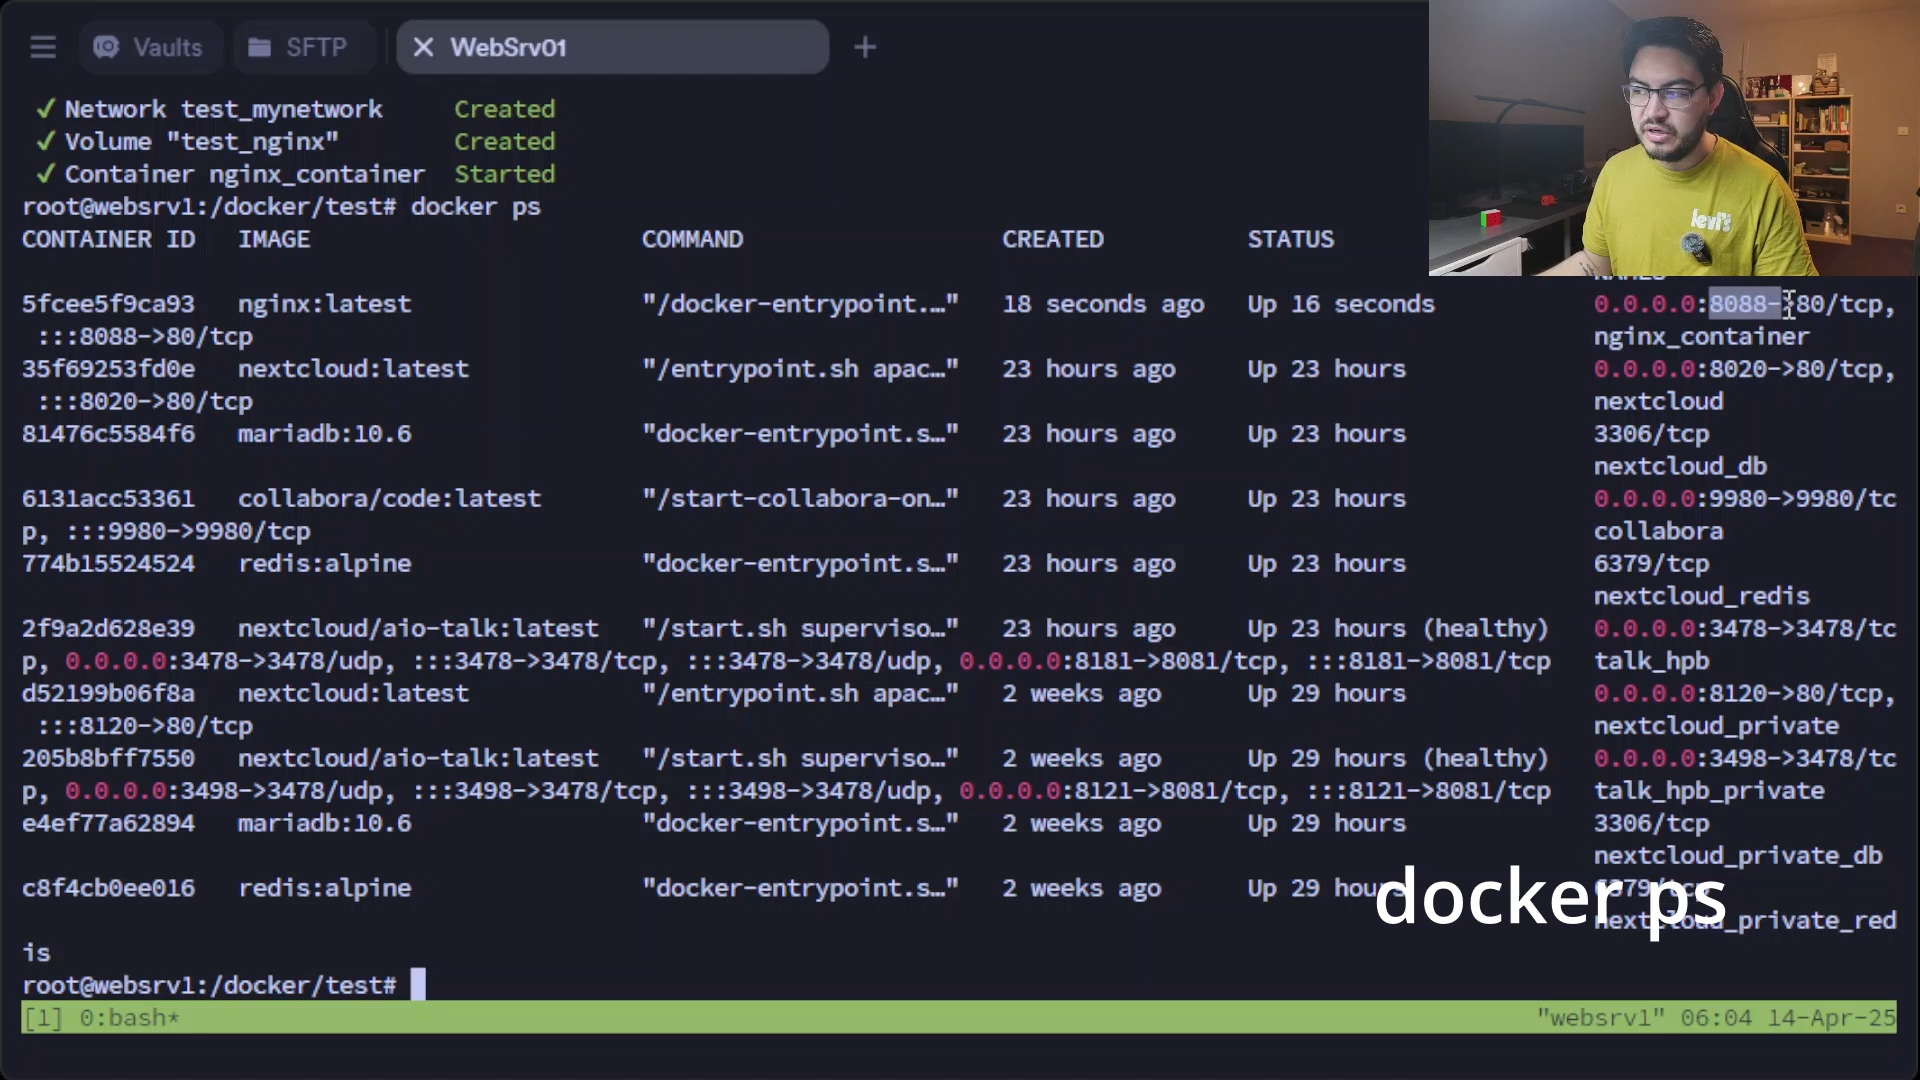 Vaults SFTP WebSrv01
✓ Network test_mynetwork Created
✓ Volume "test_nginx" Created
✓ Container nginx_container Started
root@websrv1:/docker/test# docker ps
CONTAINER ID IMAGE COMMAND CREATED STATUS
5fcee5f9ca93 nginx:latest "/docker-entrypoint.…" 18 seconds ago Up 16 seconds 0.0.0.0:8088->80/tcp,
:::8088->80/tcp nginx_container
35f69253fd0e nextcloud:latest "/entrypoint.sh apac…" 23 hours ago Up 23 hours 0.0.0.0:8020->80/tcp,
:::8020->80/tcp nextcloud
81476c5584f6 mariadb:10.6 "docker-entrypoint.s…" 23 hours ago Up 23 hours 3306/tcp
nextcloud_db
6131acc53361 collabora/code:latest "/start-collabora-on…" 23 hours ago Up 23 hours 0.0.0.0:9980->9980/tc
p, :::9980->9980/tcp collabora
774b15524524 redis:alpine "docker-entrypoint.s…" 23 hours ago Up 23 hours 6379/tcp
nextcloud_redis
2f9a2d628e39 nextcloud/aio-talk:latest "/start.sh superviso…" 23 hours ago Up 23 hours (healthy) 0.0.0.0:3478->3478/tc
p, 0.0.0.0:3478->3478/udp, :::3478->3478/tcp, :::3478->3478/udp, 0.0.0.0:8181->8081/tcp, :::8181->8081/tcp talk_hpb
d52199b06f8a nextcloud:latest "/entrypoint.sh apac…" 2 weeks ago Up 29 hours 0.0.0.0:8120->80/tcp,
:::8120->80/tcp nextcloud_private
205b8bff7550 nextcloud/aio-talk:latest "/start.sh superviso…" 2 weeks ago Up 29 hours (healthy) 0.0.0.0:3498->3478/tc
p, 0.0.0.0:3498->3478/udp, :::3498->3478/tcp, :::3498->3478/udp, 0.0.0.0:8121->8081/tcp, :::8121->8081/tcp talk_hpb_private
e4ef77a62894 mariadb:10.6 "docker-entrypoint.s…" 2 weeks ago Up 29 hours 3306/tcp
nextcloud_private_db
c8f4cb0ee016 redis:alpine "docker-entrypoint.s…" 2 weeks ago Up 29 hours 6379/tcp
docker ps
nextcloud_private_red
is
root@websrv1:/docker/test#
[1] 0:bash* "websrv1" 06:04 14-Apr-25
levi's